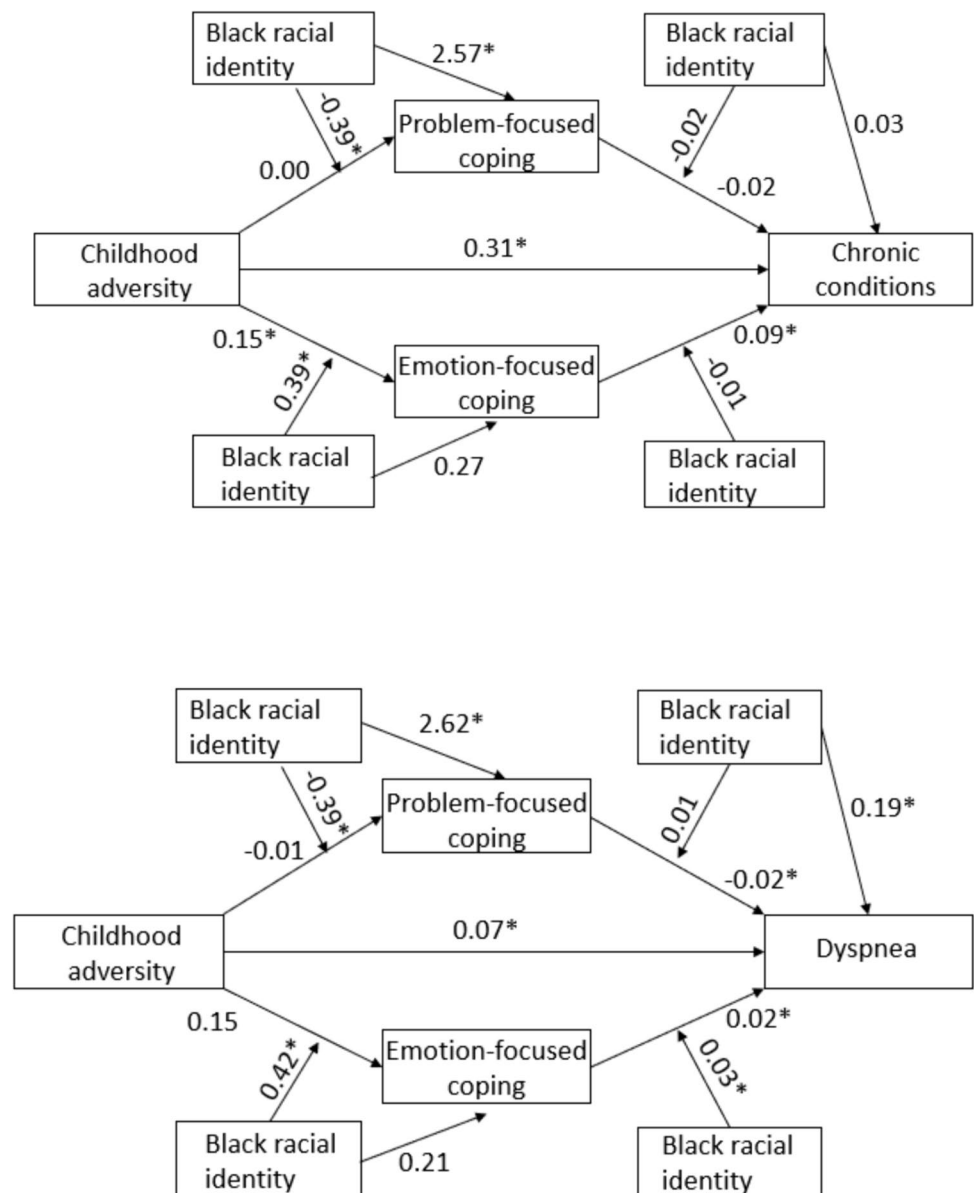 Black racial
identity
2.57*
Black racial
identity
-0.39*
Problem-focused
coping
-0.02
0.03
0.00
-0.02
Childhood
adversity
0.31*
Chronic
conditions
0.15*
0.39*
Emotion-focused
coping
0.09*
-0.01
Black racial
identity
0.27
Black racial
identity
Black racial
identity
2.62*
Black racial
identity
-0.39*
Problem-focused
coping
0.01
0.19*
-0.01
-0.02*
Childhood
adversity
0.07*
Dyspnea
0.15
0.42*
Emotion-focused
coping
0.02*
0.03*
Black racial
identity
0.21
Black racial
identity